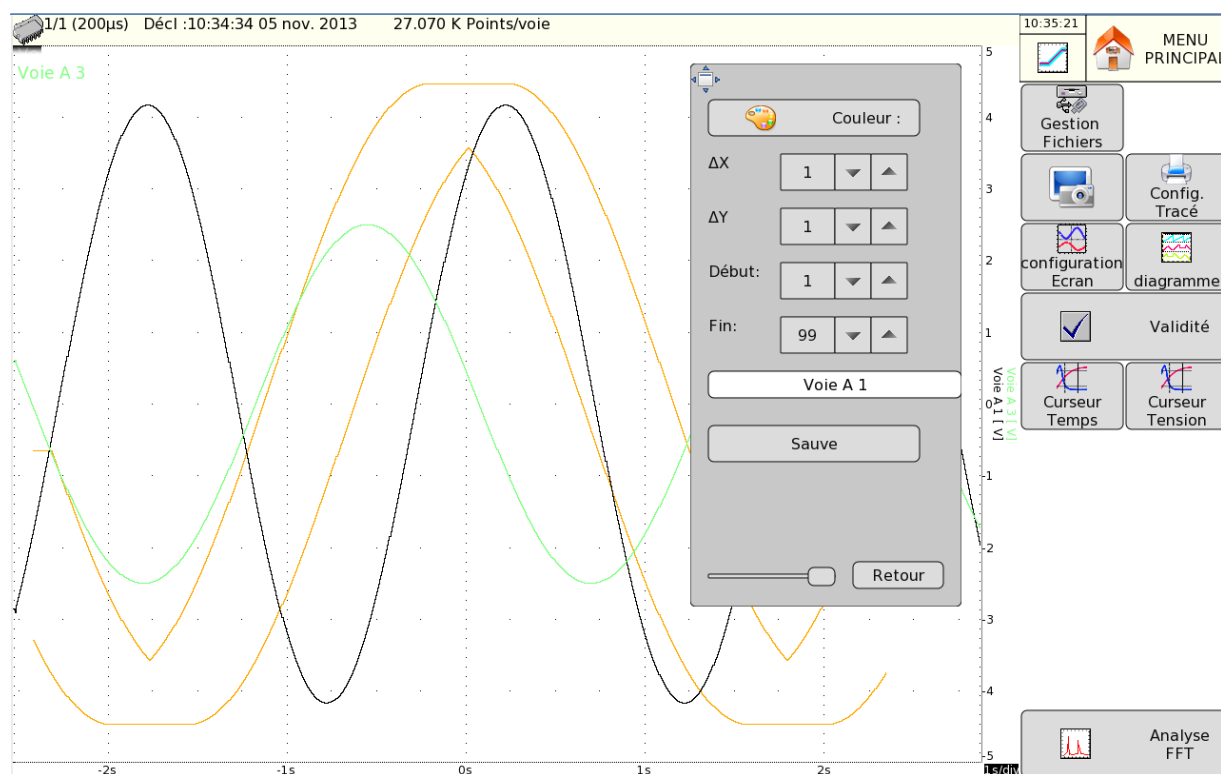 1/1 (200µs) Décl :10:34:34 05 nov. 2013 27.070 K Points/voie
10:35:21
MENU
PRINCIPAL
Voie A 3
Couleur :
ΔX
1
ΔY
1
Début:
1
Fin:
99
Voie A 1
Sauve
Retour
5
4
3
2
1
0
-1
-2
-3
-4
-5
Voie A 1 [ V]
Voie A 3 [ V]
-2s
-1s
0s
1s
2s
1s/div
Gestion
Fichiers
Config.
Tracé
configuration
Ecran
diagramme
Validité
Curseur
Temps
Curseur
Tension
Analyse
FFT